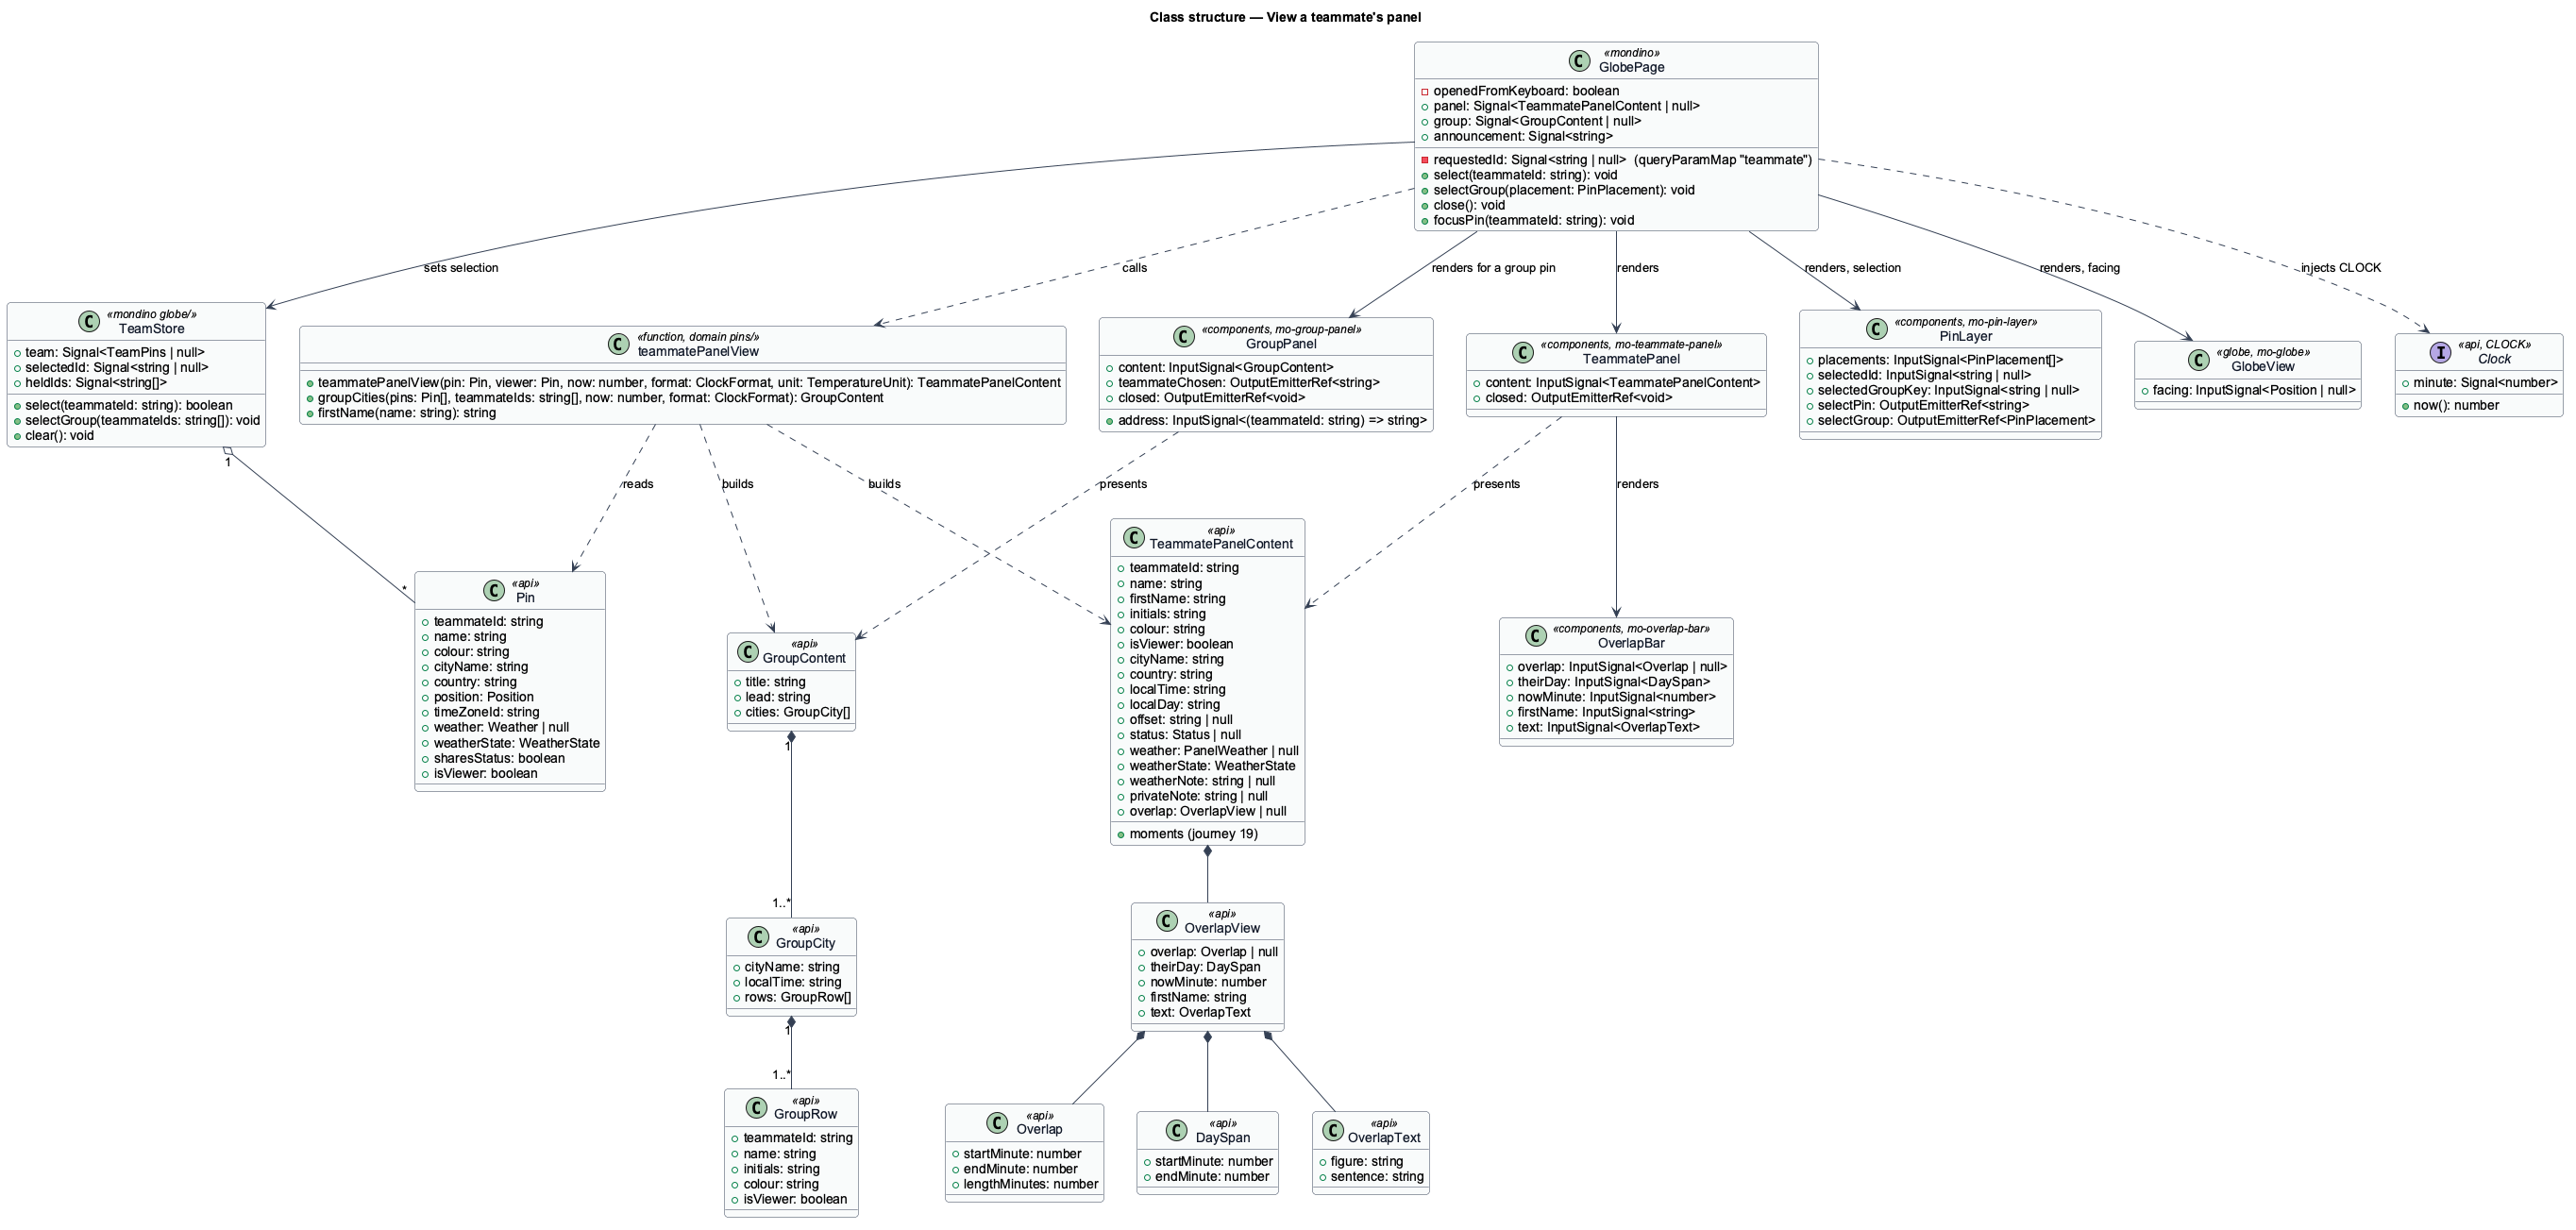 Class structure — View a teammate's panel
«mondino»
C GlobePage
openedFromKeyboard: boolean
panel: Signal<TeammatePanelContent | null>
group: Signal<GroupContent | null>
announcement: Signal<string>
requestedId: Signal<string | null>  (queryParamMap "teammate")
select(teammateId: string): void
selectGroup(placement: PinPlacement): void
close(): void
focusPin(teammateId: string): void
sets selection
calls
renders for a group pin
renders
renders, selection
renders, facing
injects CLOCK
«mondino globe/»
C TeamStore
team: Signal<TeamPins | null>
selectedId: Signal<string | null>
heldIds: Signal<string[]>
select(teammateId: string): boolean
selectGroup(teammateIds: string[]): void
clear(): void
«function, domain pins/»
C teammatePanelView
teammatePanelView(pin: Pin, viewer: Pin, now: number, format: ClockFormat, unit: TemperatureUnit): TeammatePanelContent
groupCities(pins: Pin[], teammateIds: string[], now: number, format: ClockFormat): GroupContent
firstName(name: string): string
«components, mo-group-panel»
C GroupPanel
content: InputSignal<GroupContent>
teammateChosen: OutputEmitterRef<string>
closed: OutputEmitterRef<void>
address: InputSignal<(teammateId: string) => string>
«components, mo-teammate-panel»
C TeammatePanel
content: InputSignal<TeammatePanelContent>
closed: OutputEmitterRef<void>
«components, mo-pin-layer»
C PinLayer
placements: InputSignal<PinPlacement[]>
selectedId: InputSignal<string | null>
selectedGroupKey: InputSignal<string | null>
selectPin: OutputEmitterRef<string>
selectGroup: OutputEmitterRef<PinPlacement>
«globe, mo-globe»
C GlobeView
facing: InputSignal<Position | null>
«api, CLOCK»
I Clock
minute: Signal<number>
now(): number
1
*
reads
builds
builds
presents
presents
renders
«api»
C Pin
teammateId: string
name: string
colour: string
cityName: string
country: string
position: Position
timeZoneId: string
weather: Weather | null
weatherState: WeatherState
sharesStatus: boolean
isViewer: boolean
«api»
C GroupContent
title: string
lead: string
cities: GroupCity[]
«api»
C TeammatePanelContent
teammateId: string
name: string
firstName: string
initials: string
colour: string
isViewer: boolean
cityName: string
country: string
localTime: string
localDay: string
offset: string | null
status: Status | null
weather: PanelWeather | null
weatherState: WeatherState
weatherNote: string | null
privateNote: string | null
overlap: OverlapView | null
moments (journey 19)
«components, mo-overlap-bar»
C OverlapBar
overlap: InputSignal<Overlap | null>
theirDay: InputSignal<DaySpan>
nowMinute: InputSignal<number>
firstName: InputSignal<string>
text: InputSignal<OverlapText>
1
1..*
«api»
C GroupCity
cityName: string
localTime: string
rows: GroupRow[]
1
1..*
«api»
C OverlapView
overlap: Overlap | null
theirDay: DaySpan
nowMinute: number
firstName: string
text: OverlapText
«api»
C GroupRow
teammateId: string
name: string
initials: string
colour: string
isViewer: boolean
«api»
C Overlap
startMinute: number
endMinute: number
lengthMinutes: number
«api»
C DaySpan
startMinute: number
endMinute: number
«api»
C OverlapText
figure: string
sentence: string